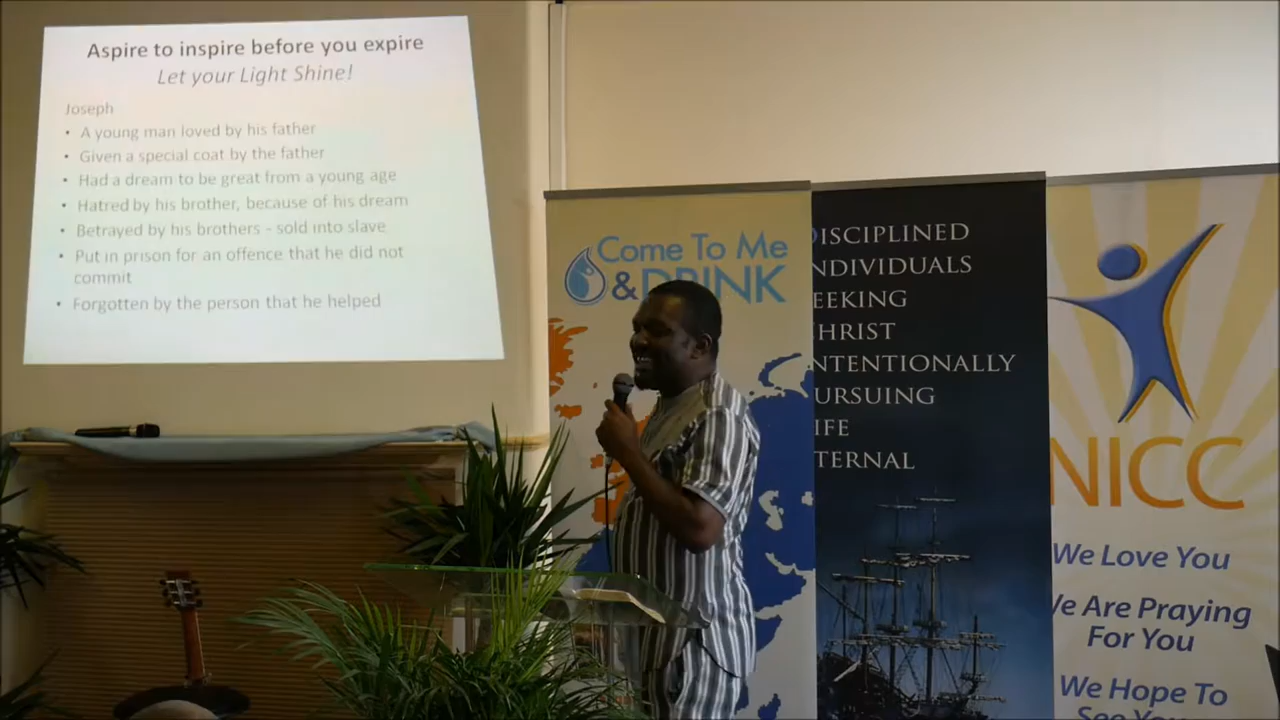 Aspire to inspire before you expire
Let your Light Shine!
Joseph
• A young man loved by his father
• Given a special coat by the father
• Had a dream to be great from a young age
• Hatred by his brother, because of his dream
• Betrayed by his brothers - sold into slave
• Put in prison for an offence that he did not
commit
• Forgotten by the person that he helped
Come To Me
& DRINK
ISCIPLINED
NDIVIDUALS
EEKING
HRIST
NTENTIONALLY
URSUING
IFE
TERNAL
NICC
We Love You
We Are Praying
For You
We Hope To
See